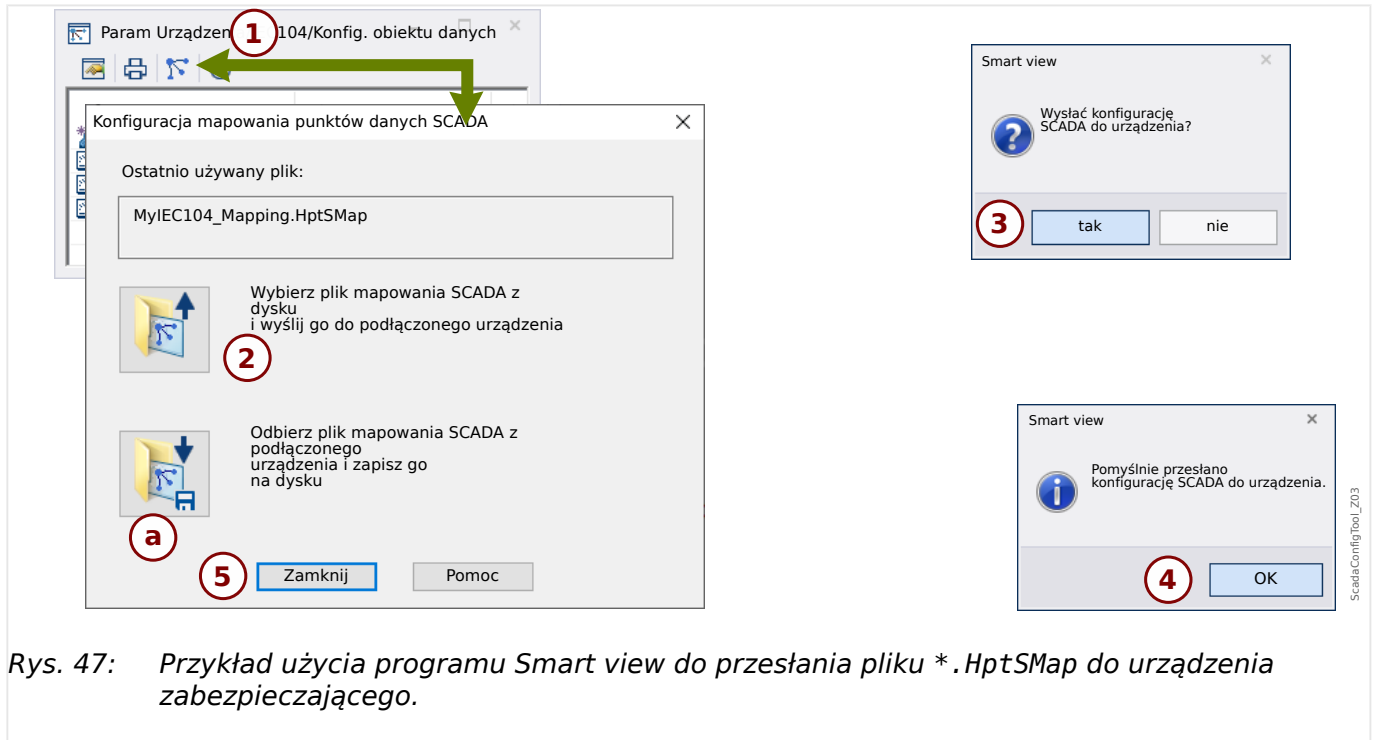 Param Urządzen 1 104/Konfig. obiektu danych
Konfiguracja mapowania punktów danych SCADA
Ostatnio używany plik:
MyIEC104_Mapping.HptSMap
Wybierz plik mapowania SCADA z
dysku
i wyślij go do podłączonego urządzenia
2
Odbierz plik mapowania SCADA z
podłączonego
urządzenia i zapisz go
na dysku
a
5 Zamknij Pomoc
Smart view
Wysłać konfigurację
SCADA do urządzenia?
3 tak nie
Smart view
Pomyślnie przesłano
konfigurację SCADA do urządzenia.
4 OK
ScadaConfigTool_Z03
Rys. 47: Przykład użycia programu Smart view do przesłania pliku *.HptSMap do urządzenia
zabezpieczającego.